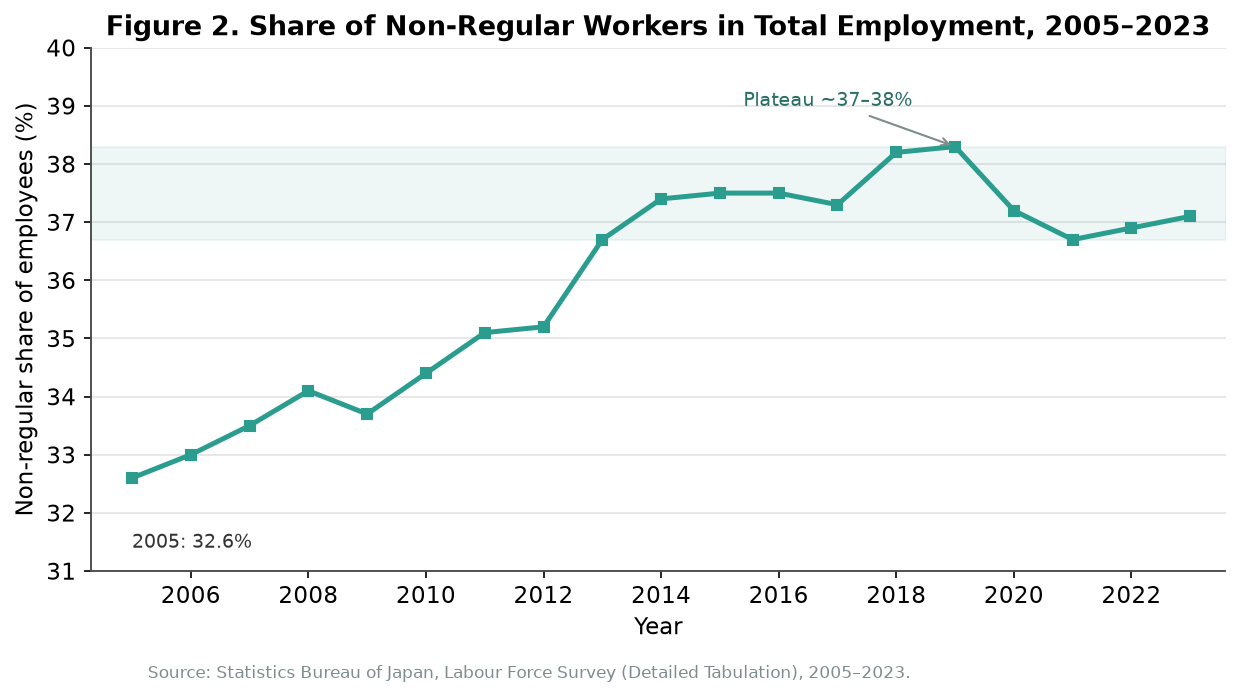 Figure 2. Share of Non-Regular Workers in Total Employment, 2005–2023
Non-regular share of employees (%)
40
39
38
37
36
35
34
33
32
31
Plateau ~37–38%
2005: 32.6%
2006 2008 2010 2012 2014 2016 2018 2020 2022
Year
Source: Statistics Bureau of Japan, Labour Force Survey (Detailed Tabulation), 2005–2023.